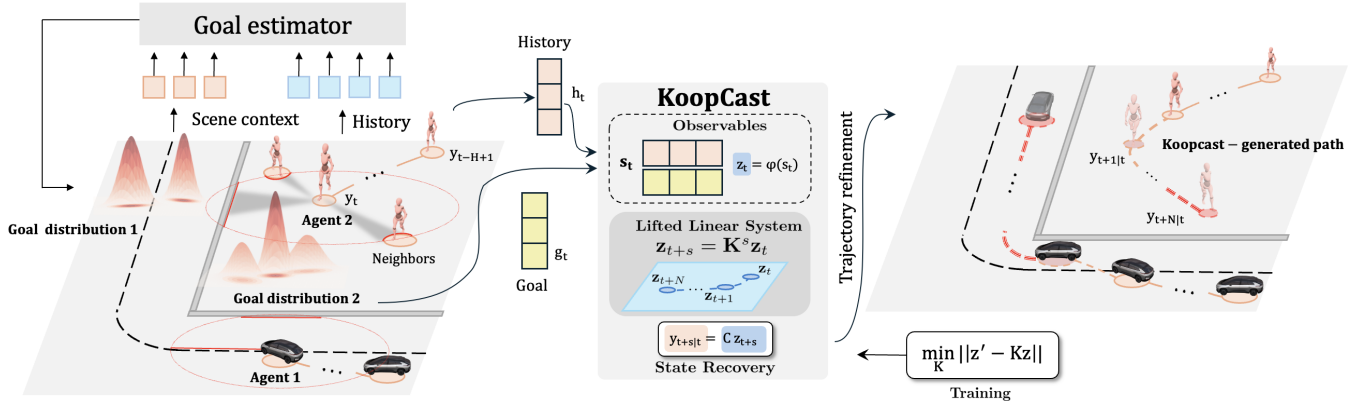 Goal estimator
Scene context
History
y_{t-H+1}
y_t
Agent 2
Neighbors
Goal distribution 1
Goal distribution 2
Agent 1
History
h_t
g_t
Goal
KoopCast
Observables
s_t
z_t = φ(s_t)
Lifted Linear System
z_{t+s} = K^s z_t
z_{t+N}
...
z_{t+1}
z_t
y_{t+s|t} = C z_{t+s}
State Recovery
Trajectory refinement
y_{t+1|t}
Koopcast – generated path
y_{t+N|t}
min_K ||z′ − Kz||
Training